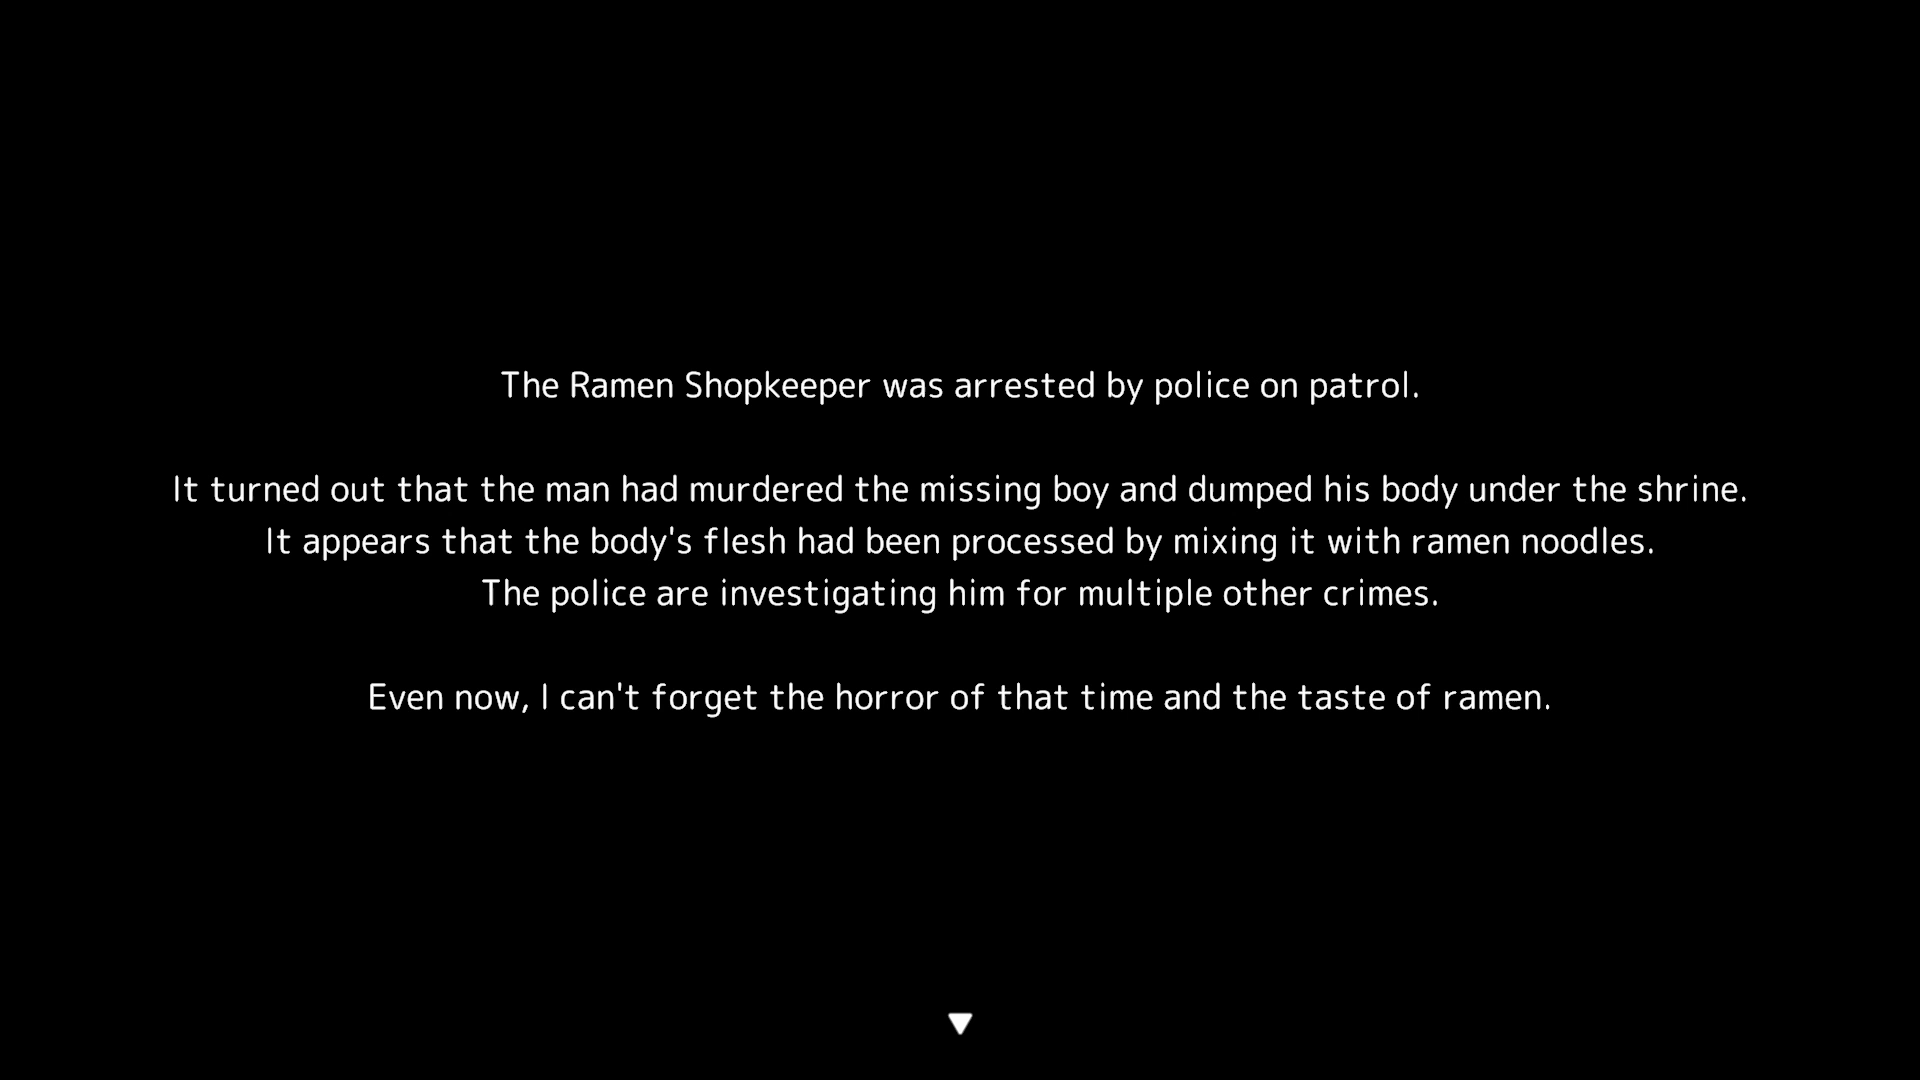 The Ramen Shopkeeper was arrested by police on patrol.
It turned out that the man had murdered the missing boy and dumped his body under the shrine.
It appears that the body's flesh had been processed by mixing it with ramen noodles.
The police are investigating him for multiple other crimes.
Even now, I can't forget the horror of that time and the taste of ramen.